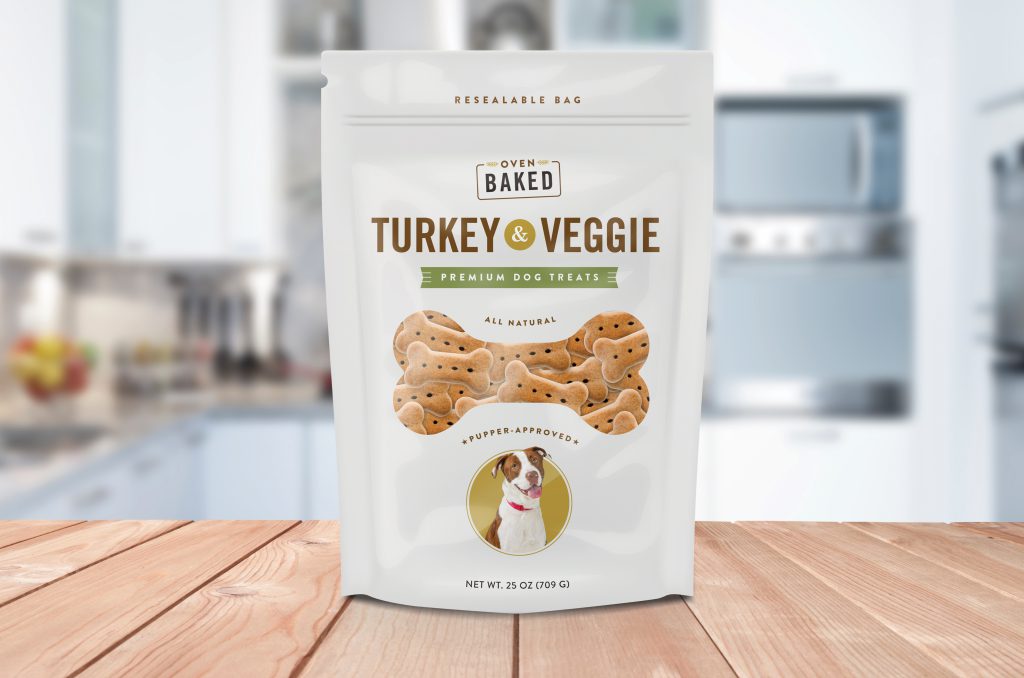 RESEALABLE BAG
OVEN
BAKED
TURKEY & VEGGIE
PREMIUM DOG TREATS
ALL NATURAL
★PUPPER-APPROVED★
NET WT. 25 OZ (709 G)